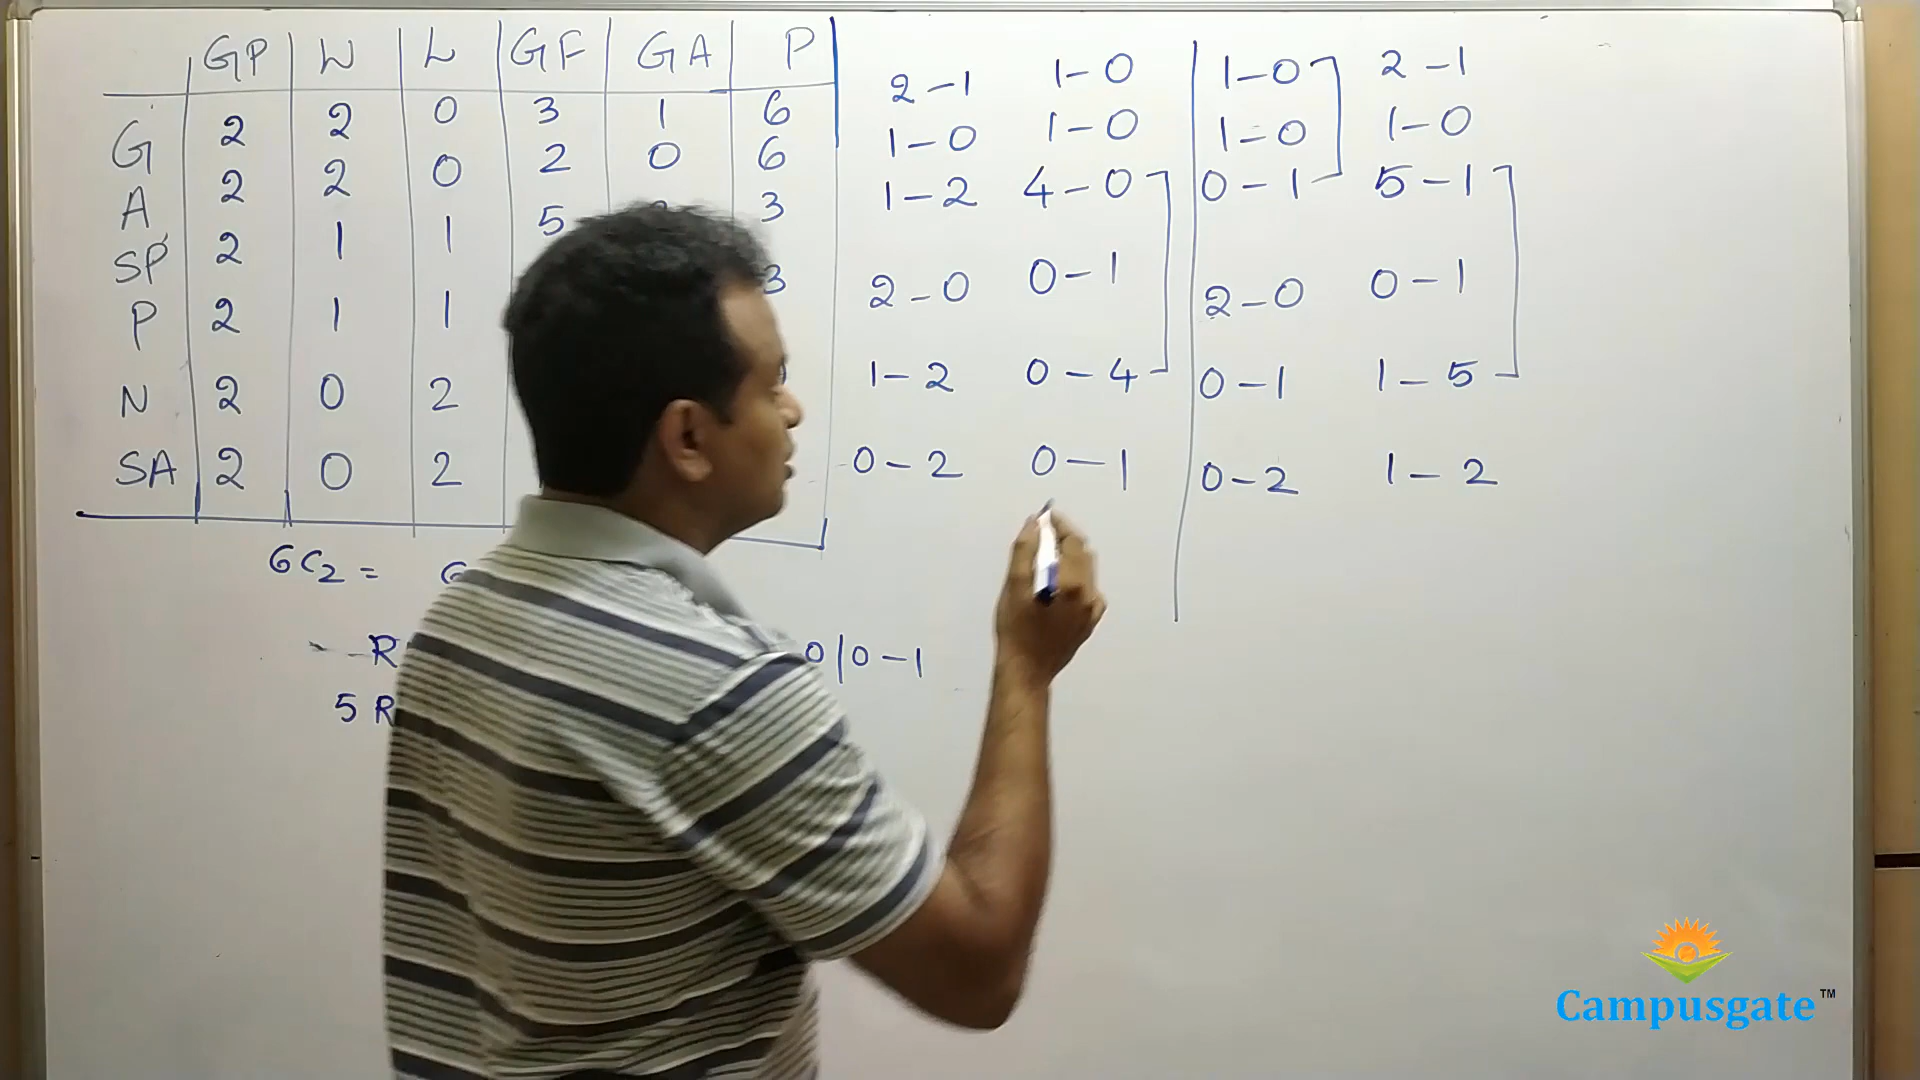 GP W L GF GA P
G 2 2 0 3 1 6 2-1 1-0 1-0 2-1
A 2 2 0 2 0 6 1-0 1-0 1-0 1-0
SP 2 1 1 5 3 1-2 4-0 0-1 5-1
P 2 1 1 3 2-0 0-1 2-0 0-1
N 2 0 2 1-2 0-4 0-1 1-5
SA 2 0 2 0-2 0-1 0-2 1-2
6C2 =
R 0|0-1
5 R
Campusgate™